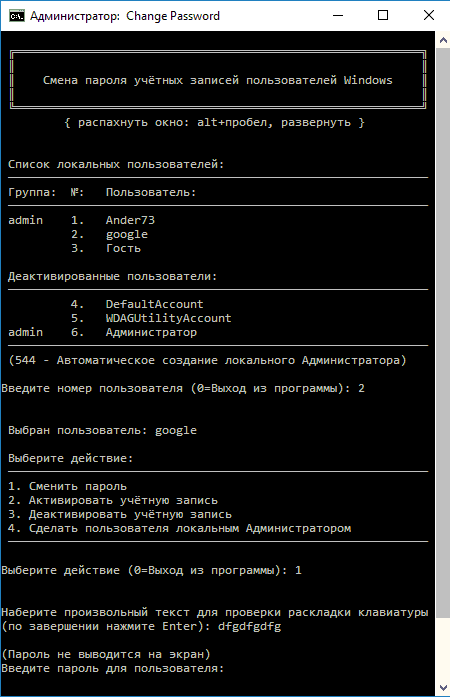 Администратор: Change Password
Смена пароля учётных записей пользователей Windows
{ распахнуть окно: alt+пробел, развернуть }
Список локальных пользователей:
Группа: №: Пользователь:
admin 1. Ander73
2. google
3. Гость
Деактивированные пользователи:
4. DefaultAccount
5. WDAGUtilityAccount
admin 6. Администратор
(544 - Автоматическое создание локального Администратора)
Введите номер пользователя (0=Выход из программы): 2
Выбран пользователь: google
Выберите действие:
1. Сменить пароль
2. Активировать учётную запись
3. Деактивировать учётную запись
4. Сделать пользователя локальным Администратором
Выберите действие (0=Выход из программы): 1
Наберите произвольный текст для проверки раскладки клавиатуры
(по завершении нажмите Enter): dfgdfgdfg
(Пароль не выводится на экран)
Введите пароль для пользователя: